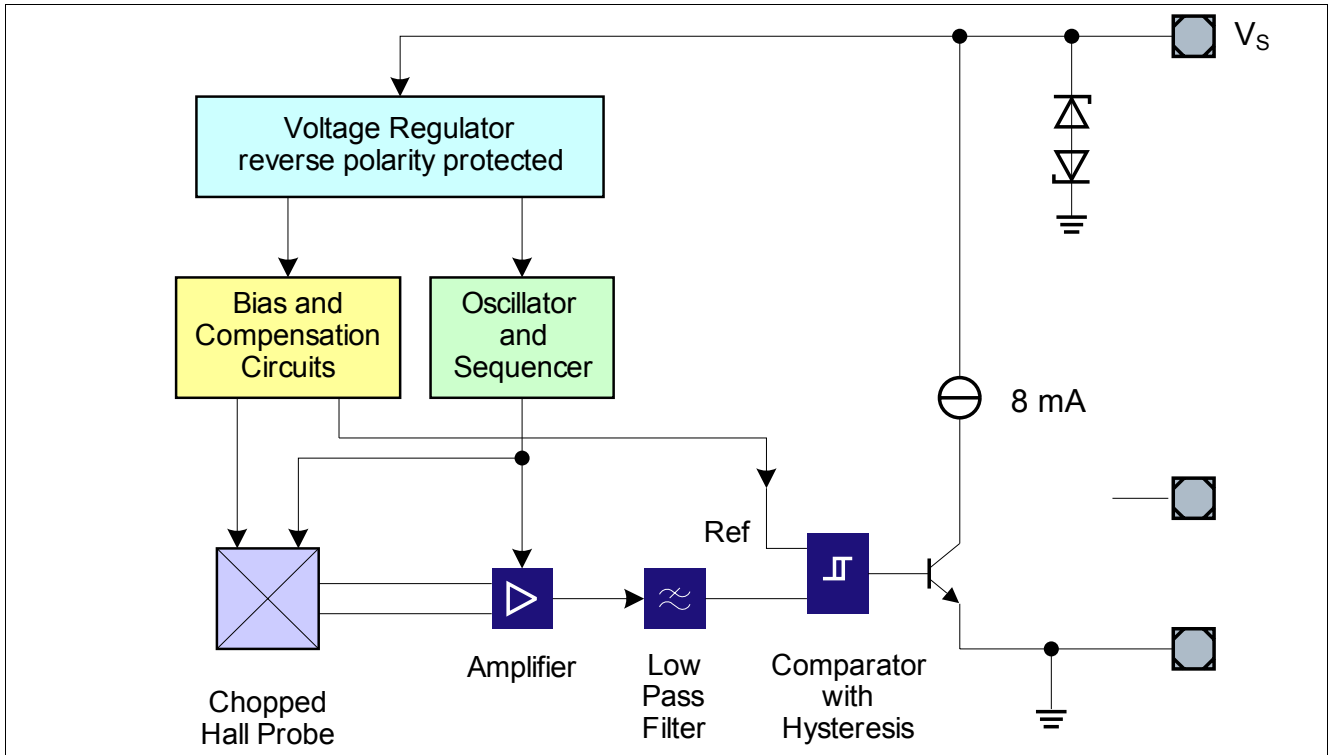 V_S
Voltage Regulator
reverse polarity protected
Bias and
Compensation
Circuits
Oscillator
and
Sequencer
8 mA
Ref
Amplifier
Low
Pass
Filter
Comparator
with
Hysteresis
Chopped
Hall Probe